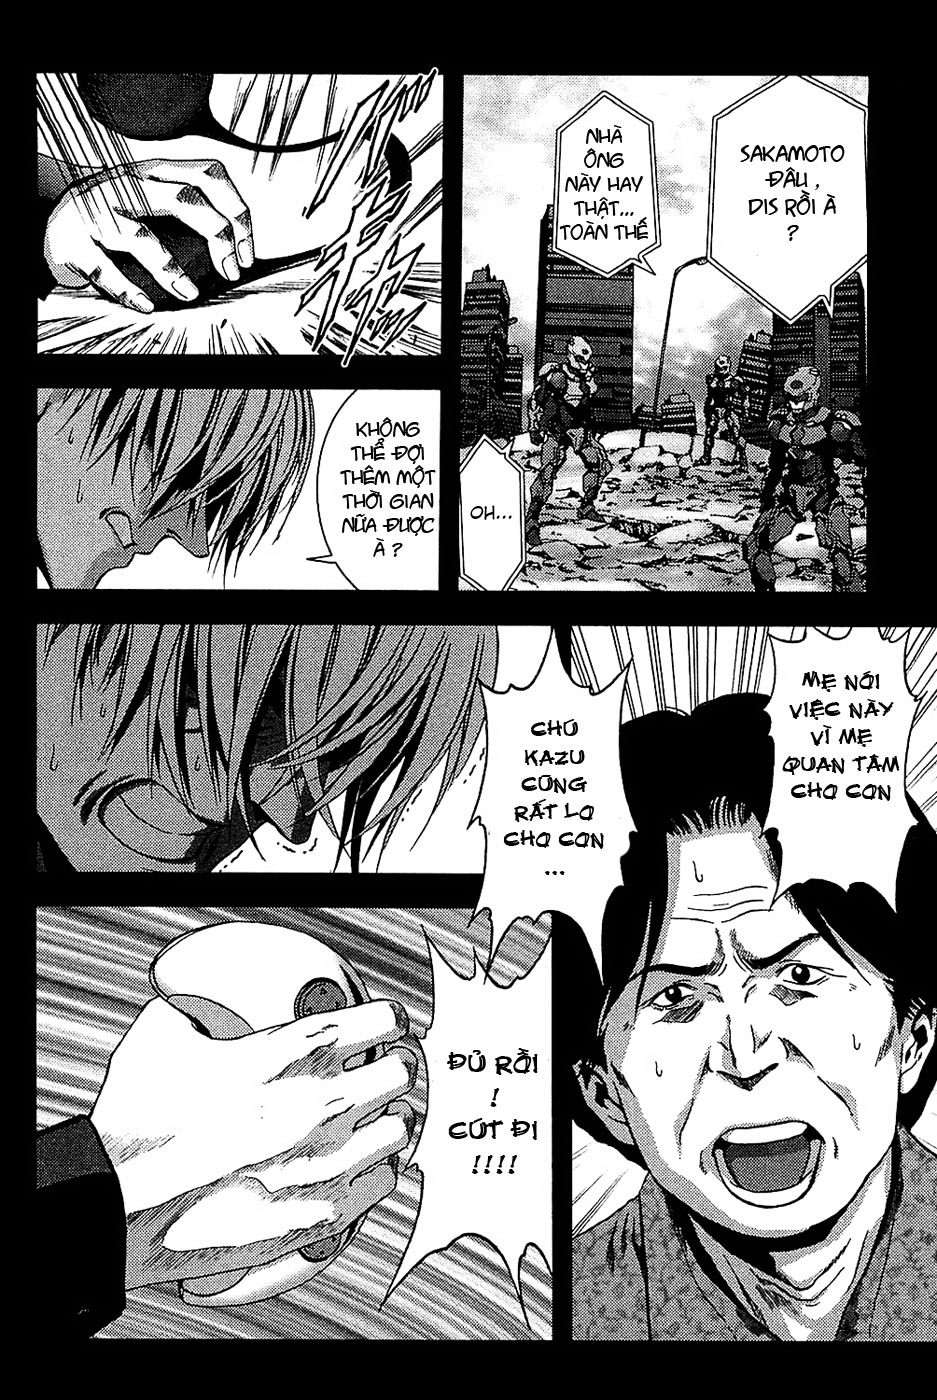 SAKAMOTO
ĐÂU ,
DIS RỒI À
?
NHÀ
ÔNG
NÀY HAY
THẬT...
TOÀN THẾ
OH...
KHÔNG
THỂ ĐỢI
THÊM MỘT
THỜI GIAN
NỮA ĐƯỢC
À ?
MẸ NÓI
VIỆC NÀY
VÌ MẸ
QUAN TÂM
CHO CON
CHÚ
KAZU
CŨNG
RẤT LO
CHO CON
...
ĐỦ RỒI
!
CÚT ĐI
!!!!